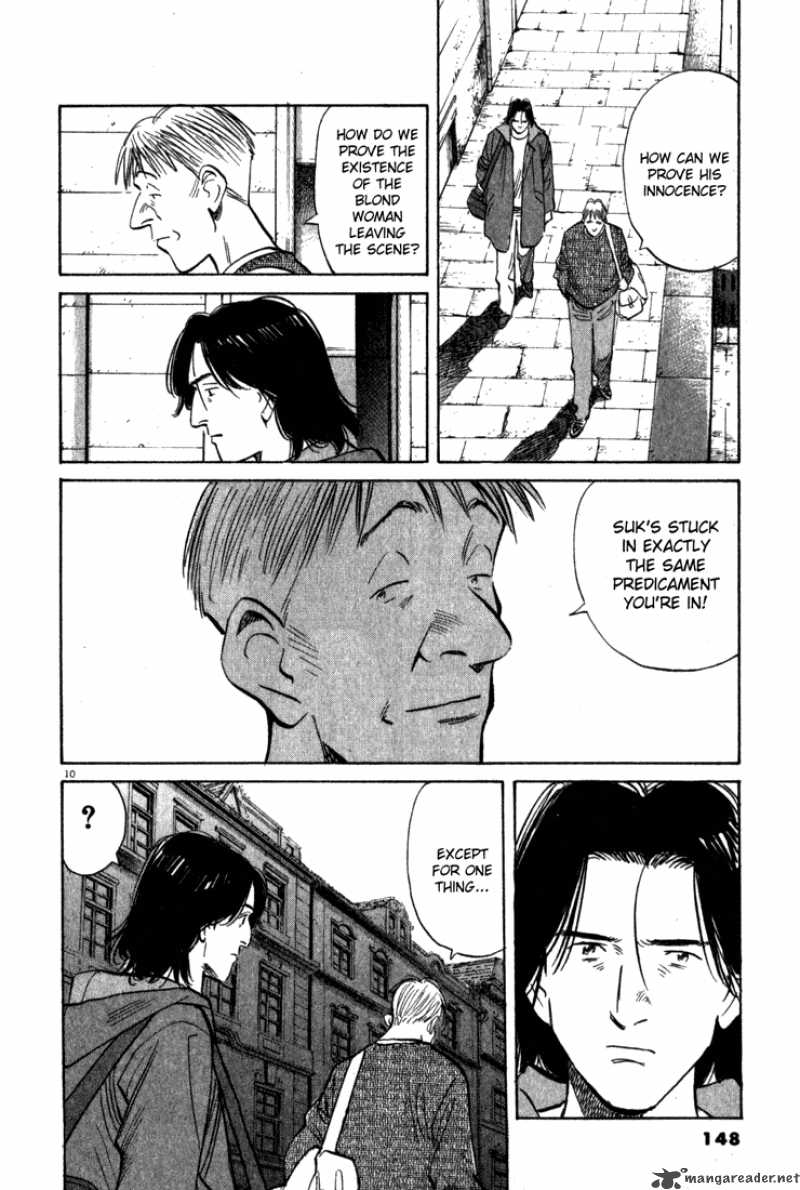 HOW CAN WE
PROVE HIS
INNOCENCE?
HOW DO WE
PROVE THE
EXISTENCE
OF THE
BLOND
WOMAN
LEAVING
THE SCENE?
SUK'S STUCK
IN EXACTLY
THE SAME
PREDICAMENT
YOU'RE IN!
10
EXCEPT
FOR ONE
THING...
?
148
mangareader.net